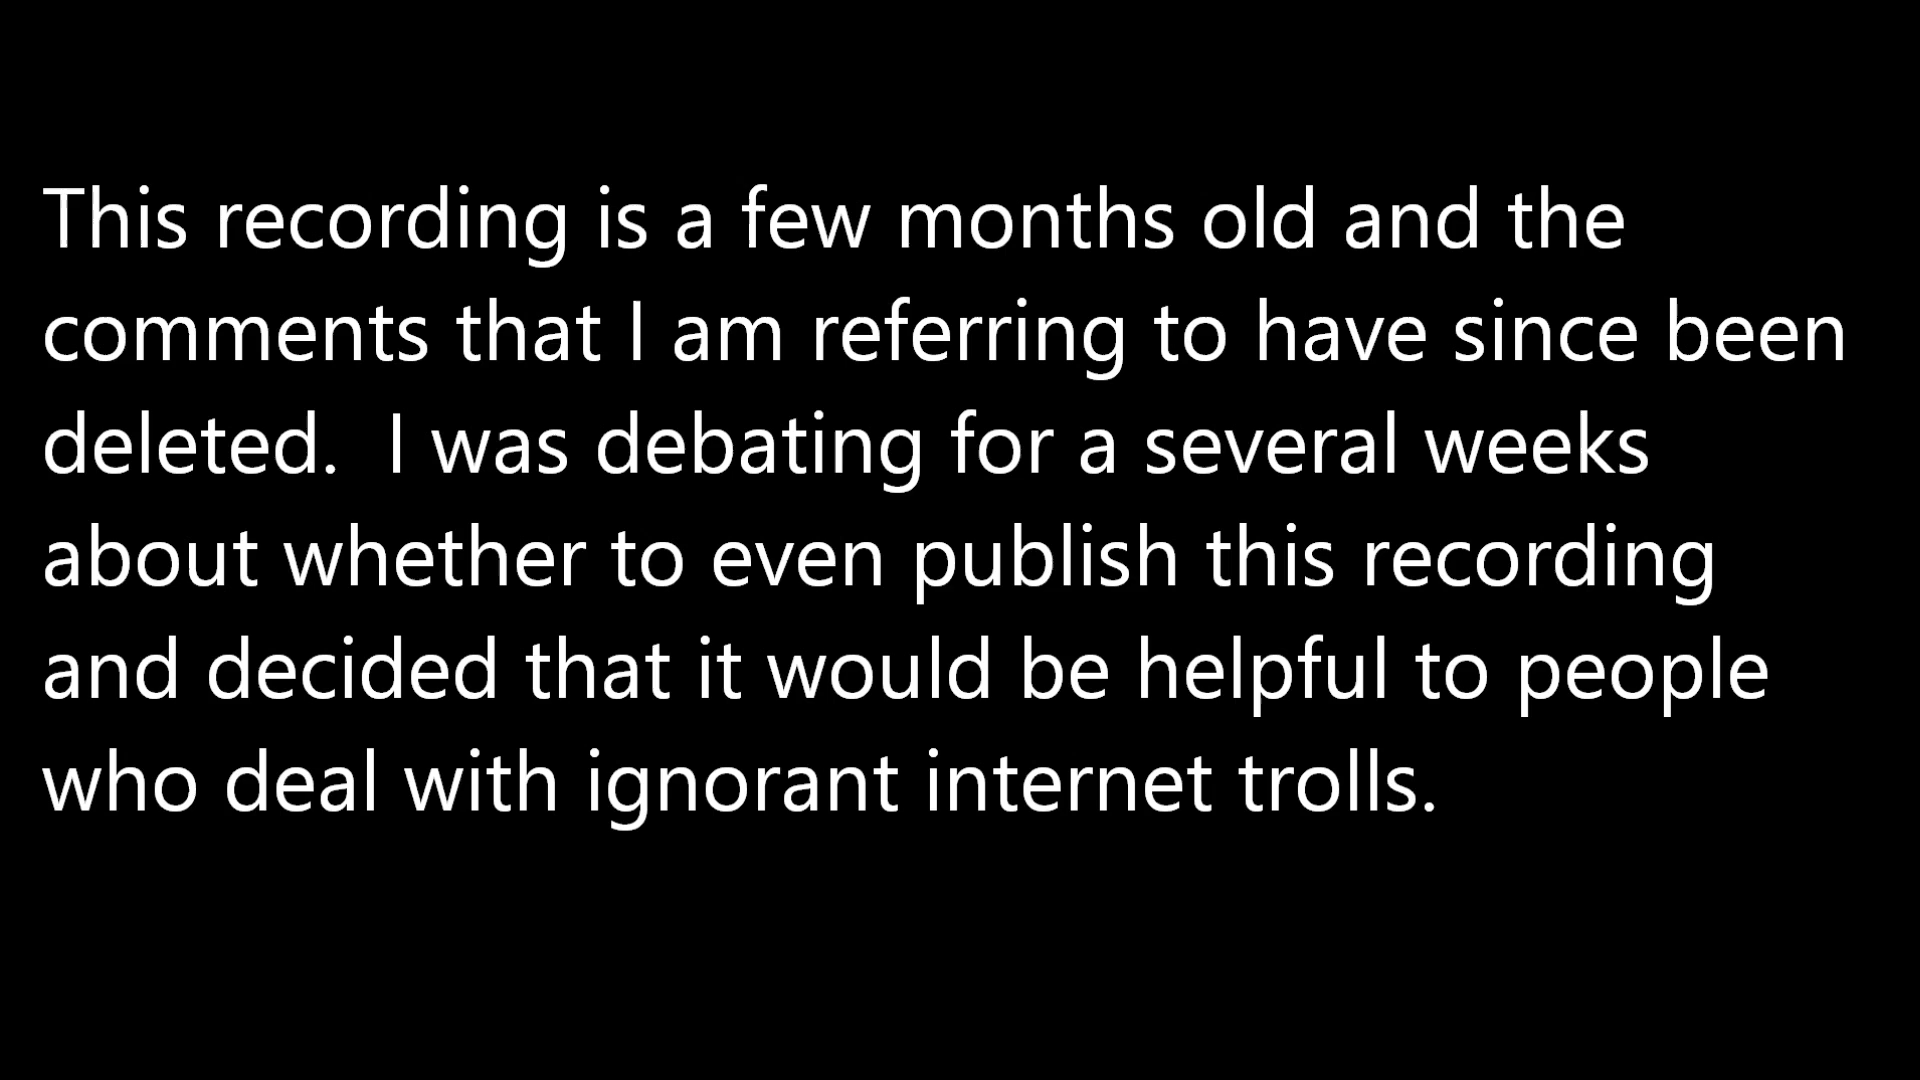 This recording is a few months old and the
comments that I am referring to have since been
deleted.  I was debating for a several weeks
about whether to even publish this recording
and decided that it would be helpful to people
who deal with ignorant internet trolls.